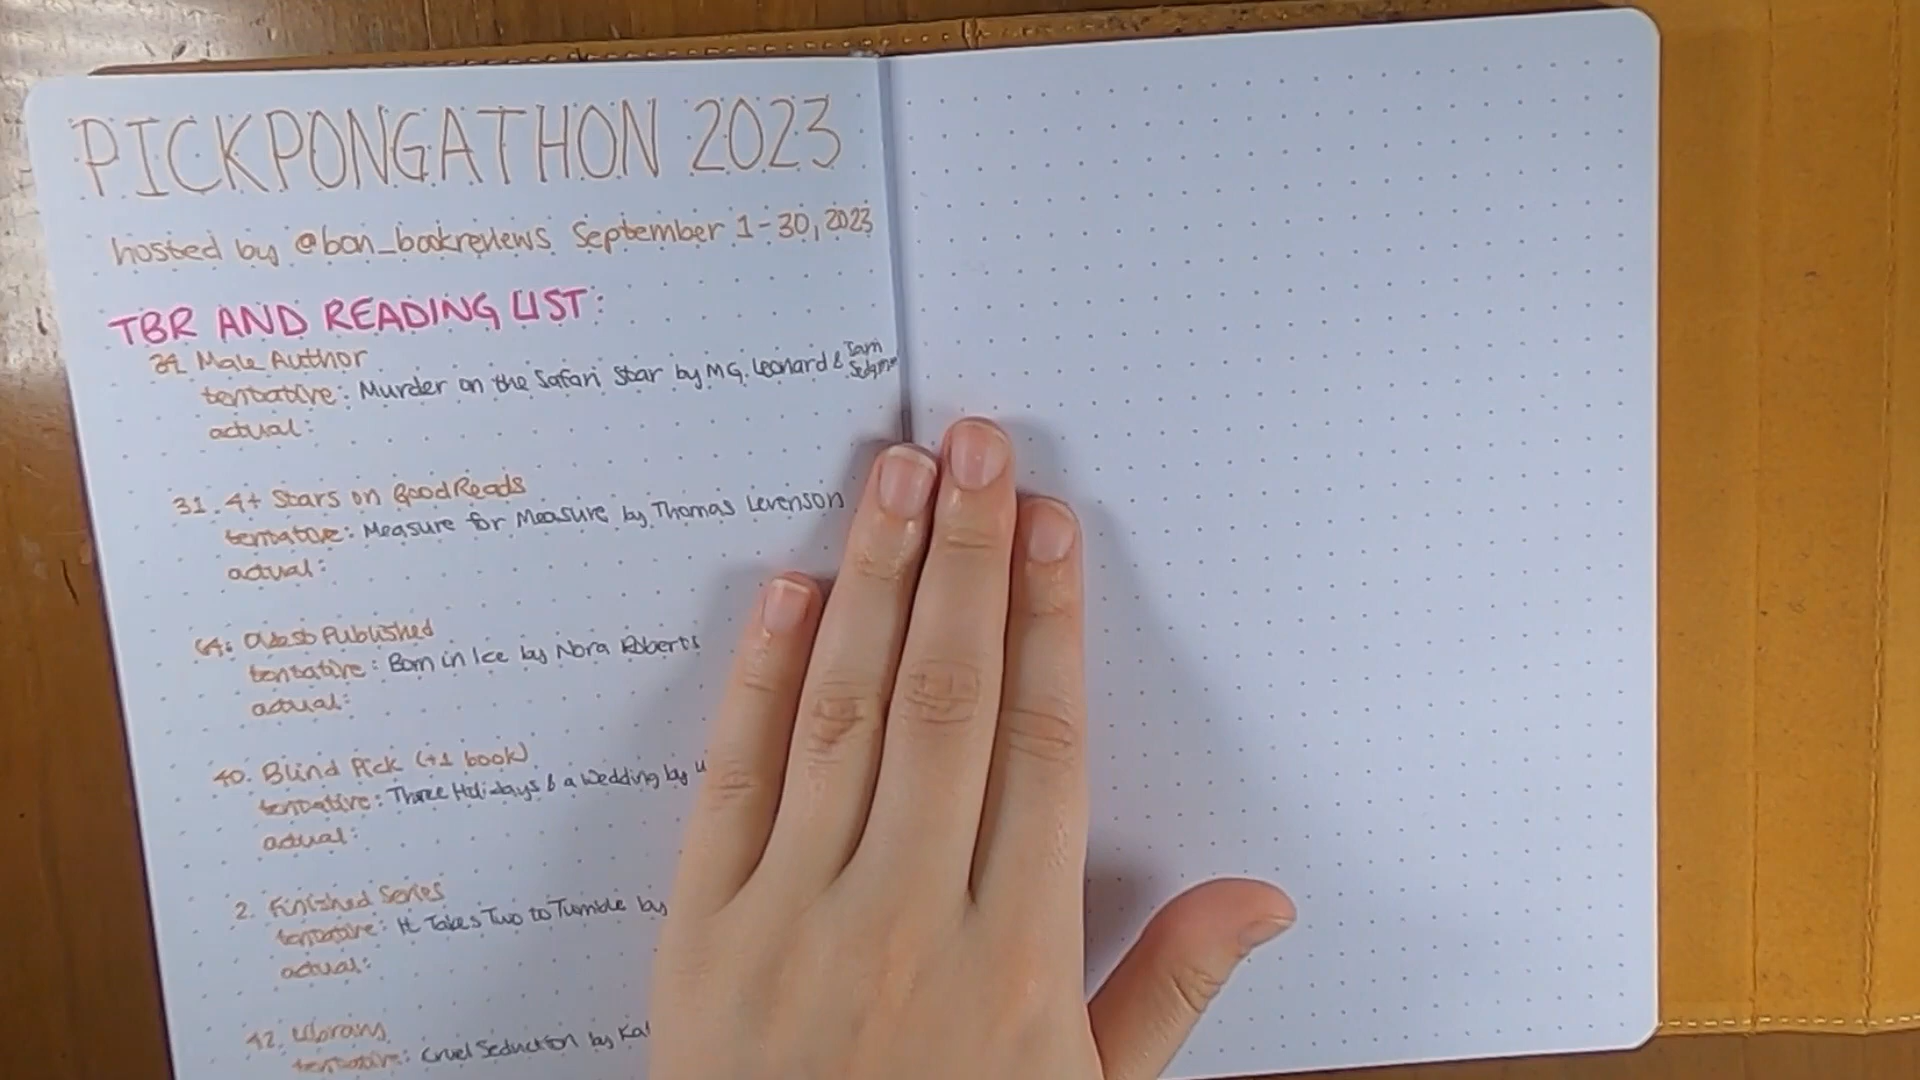 PICKPONGATHON 2023
hosted by @bon_bookreviews September 1-30, 2023
TBR AND READING LIST:
Male Author
tentative: Murder on the Safari Star by M.G. Leonard & Sam
actual:
31. 4+ Stars on GoodReads
tentative: Measure for Measure by Thomas Levenson
actual:
64. Oldest Published
tentative: Born in Ice by Nora Roberts
actual:
40. Blind Pick (+1 book)
tentative: Three Holidays & a Wedding by U
actual:
2. Finished Series
tentative: It Takes Two to Tumble by
actual:
42. Library
tentative: Cruel Seduction by Kat